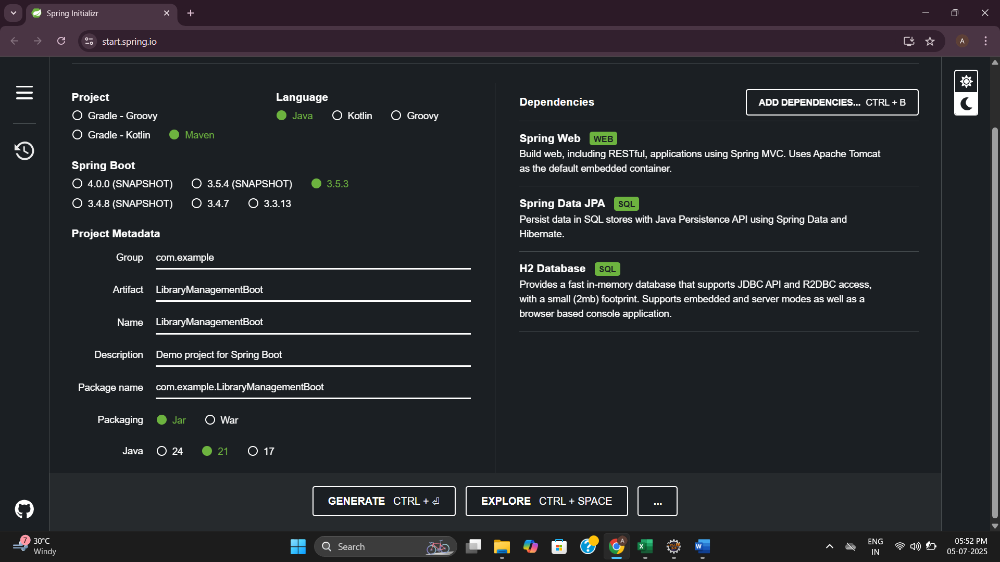 Spring Initializr
start.spring.io
A
Project
Gradle - Groovy
Gradle - Kotlin
Maven
Language
Java
Kotlin
Groovy
Spring Boot
4.0.0 (SNAPSHOT)
3.5.4 (SNAPSHOT)
3.5.3
3.4.8 (SNAPSHOT)
3.4.7
3.3.13
Project Metadata
Group
com.example
Artifact
LibraryManagementBoot
Name
LibraryManagementBoot
Description
Demo project for Spring Boot
Package name
com.example.LibraryManagementBoot
Packaging
Jar
War
Java
24
21
17
Dependencies
ADD DEPENDENCIES... CTRL + B
Spring Web WEB
Build web, including RESTful, applications using Spring MVC. Uses Apache Tomcat
as the default embedded container.
Spring Data JPA SQL
Persist data in SQL stores with Java Persistence API using Spring Data and
Hibernate.
H2 Database SQL
Provides a fast in-memory database that supports JDBC API and R2DBC access,
with a small (2mb) footprint. Supports embedded and server modes as well as a
browser based console application.
GENERATE CTRL + ⏎
EXPLORE CTRL + SPACE
...
7
30°C
Windy
Search
A
ENG
IN
05:52 PM
05-07-2025